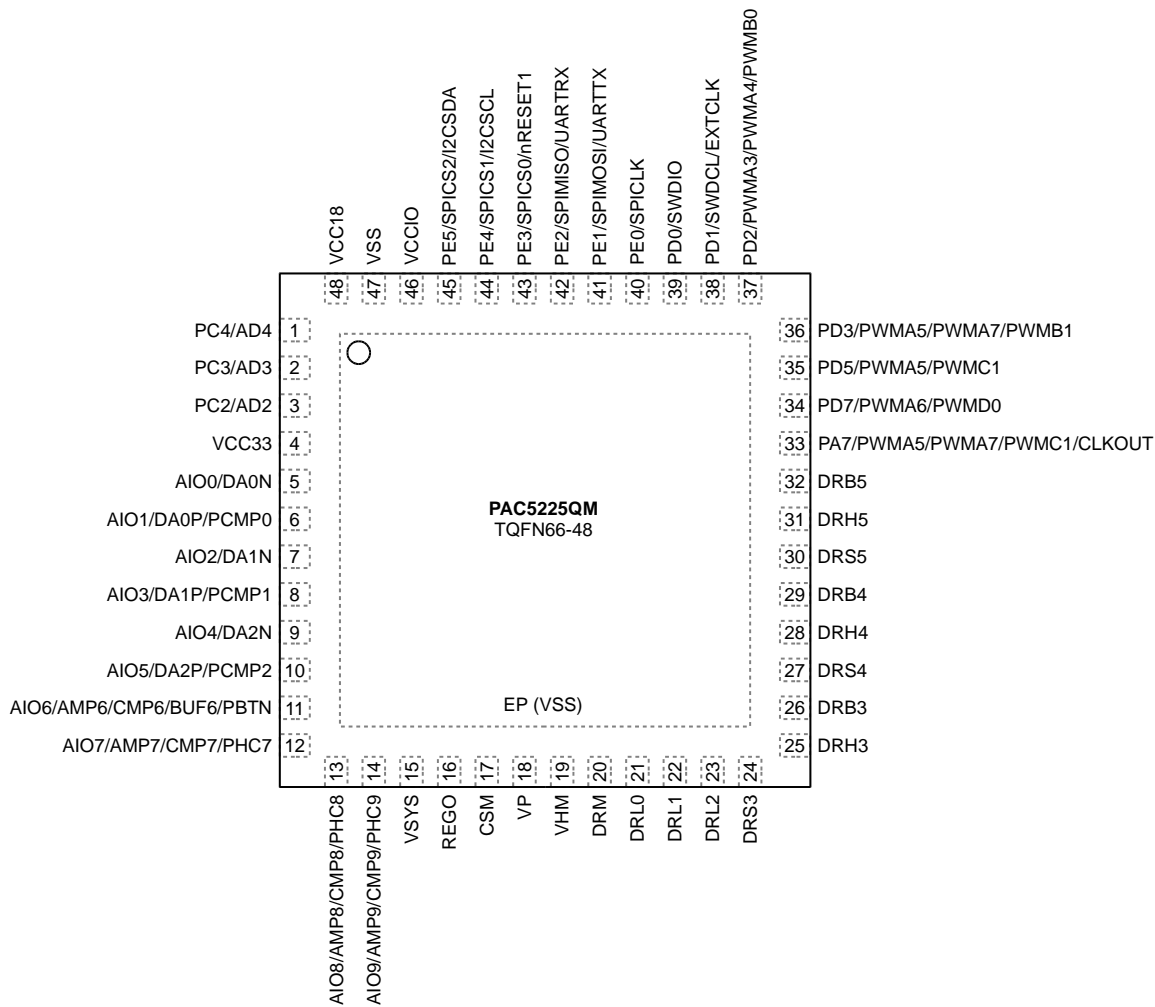 VCC18
VSS
VCCIO
PE5/SPICS2/I2CSDA
PE4/SPICS1/I2CSCL
PE3/SPICS0/nRESET1
PE2/SPIMISO/UARTRX
PE1/SPIMOSI/UARTTX
PE0/SPICLK
PD0/SWDIO
PD1/SWDCL/EXTCLK
PD2/PWMA3/PWMA4/PWMB0
48
47
46
45
44
43
42
41
40
39
38
37
PC4/AD4 1
PC3/AD3 2
PC2/AD2 3
VCC33 4
AIO0/DA0N 5
AIO1/DA0P/PCMP0 6
AIO2/DA1N 7
AIO3/DA1P/PCMP1 8
AIO4/DA2N 9
AIO5/DA2P/PCMP2 10
AIO6/AMP6/CMP6/BUF6/PBTN 11
AIO7/AMP7/CMP7/PHC7 12
PAC5225QM
TQFN66-48
EP (VSS)
36 PD3/PWMA5/PWMA7/PWMB1
35 PD5/PWMA5/PWMC1
34 PD7/PWMA6/PWMD0
33 PA7/PWMA5/PWMA7/PWMC1/CLKOUT
32 DRB5
31 DRH5
30 DRS5
29 DRB4
28 DRH4
27 DRS4
26 DRB3
25 DRH3
13
14
15
16
17
18
19
20
21
22
23
24
AIO8/AMP8/CMP8/PHC8
AIO9/AMP9/CMP9/PHC9
VSYS
REGO
CSM
VP
VHM
DRM
DRL0
DRL1
DRL2
DRS3